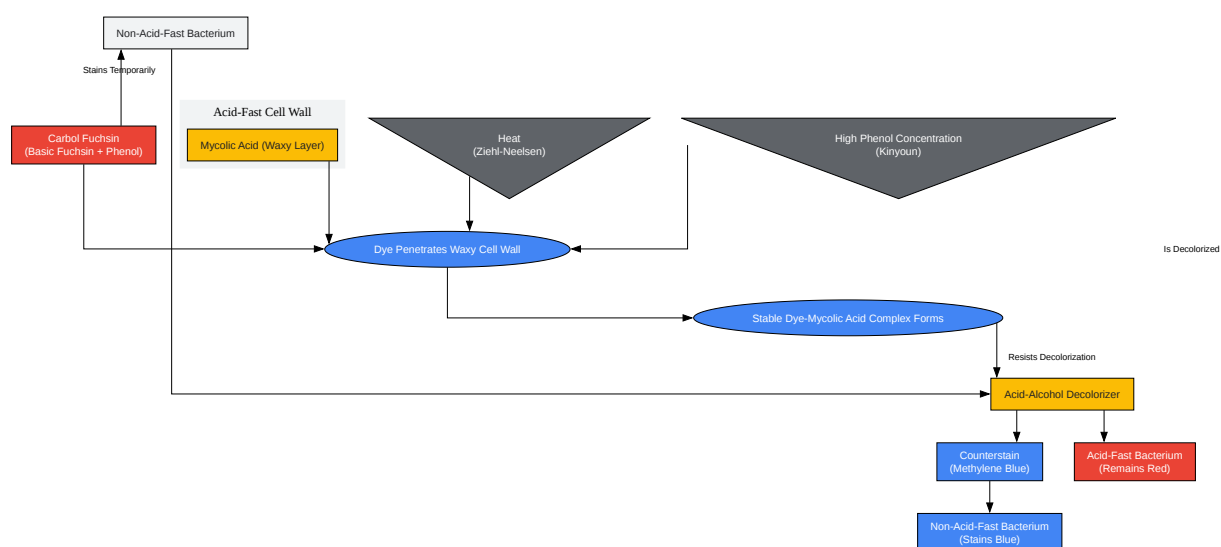 Non-Acid-Fast Bacterium
Stains Temporarily
Acid-Fast Cell Wall
Carbol Fuchsin
(Basic Fuchsin + Phenol)
Mycolic Acid (Waxy Layer)
Heat
(Ziehl-Neelsen)
High Phenol Concentration
(Kinyoun)
Dye Penetrates Waxy Cell Wall
Is Decolorized
Stable Dye-Mycolic Acid Complex Forms
Resists Decolorization
Acid-Alcohol Decolorizer
Counterstain
(Methylene Blue)
Acid-Fast Bacterium
(Remains Red)
Non-Acid-Fast Bacterium
(Stains Blue)